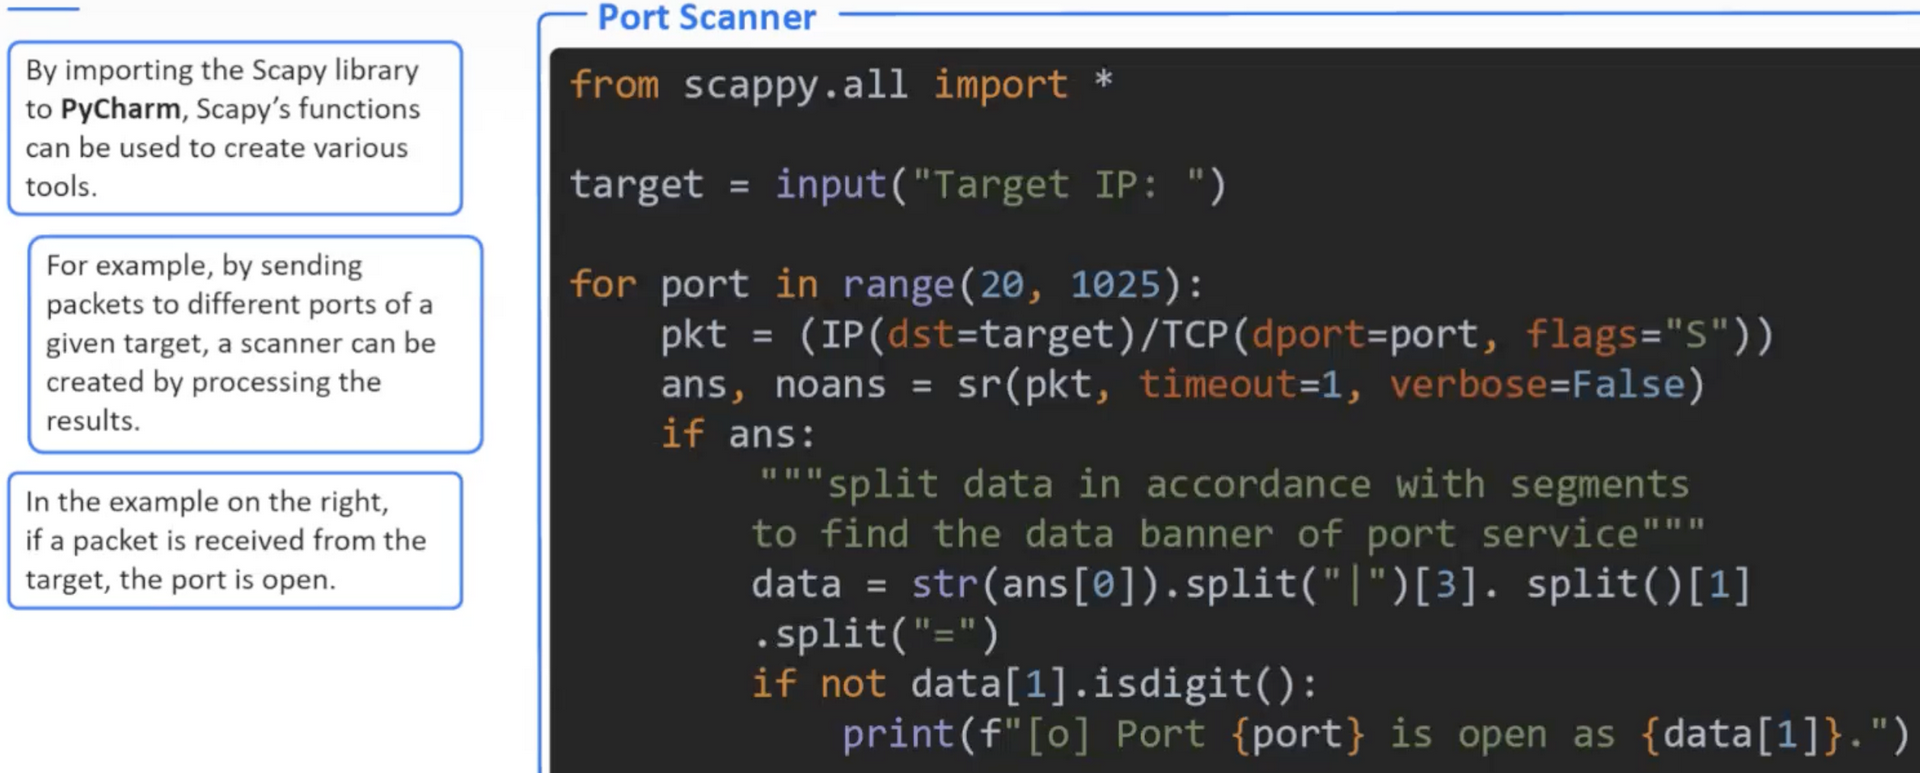 Port Scanner
By importing the Scapy library
to PyCharm, Scapy’s functions
can be used to create various
tools.
For example, by sending
packets to different ports of a
given target, a scanner can be
created by processing the
results.
In the example on the right,
if a packet is received from the
target, the port is open.
from scappy.all import *
target = input("Target IP: ")
for port in range(20, 1025):
pkt = (IP(dst=target)/TCP(dport=port, flags="S"))
ans, noans = sr(pkt, timeout=1, verbose=False)
if ans:
"""split data in accordance with segments
to find the data banner of port service"""
data = str(ans[0]).split("|")[3]. split()[1]
.split("=")
if not data[1].isdigit():
print(f"[o] Port {port} is open as {data[1]}.")